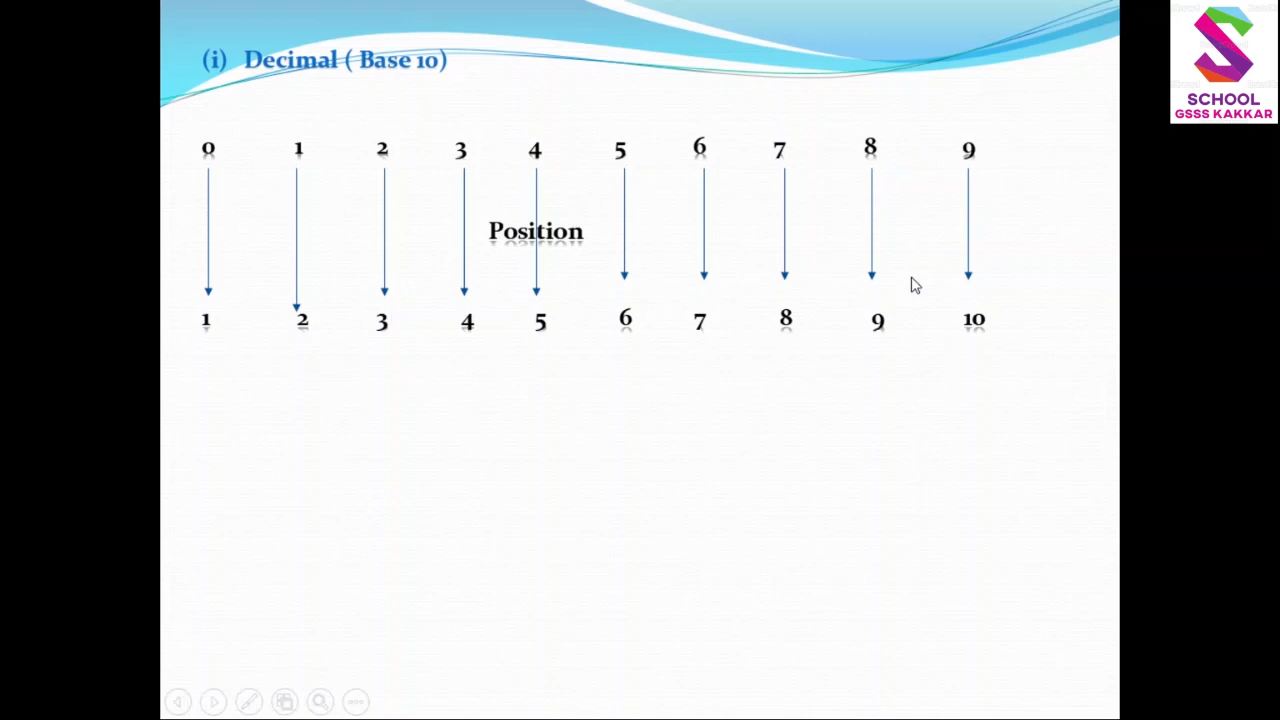 (i) Decimal ( Base 10)
0 1 2 3 4 5 6 7 8 9
Position
1 2 3 4 5 6 7 8 9 10
SCHOOL
GSSS KAKKAR